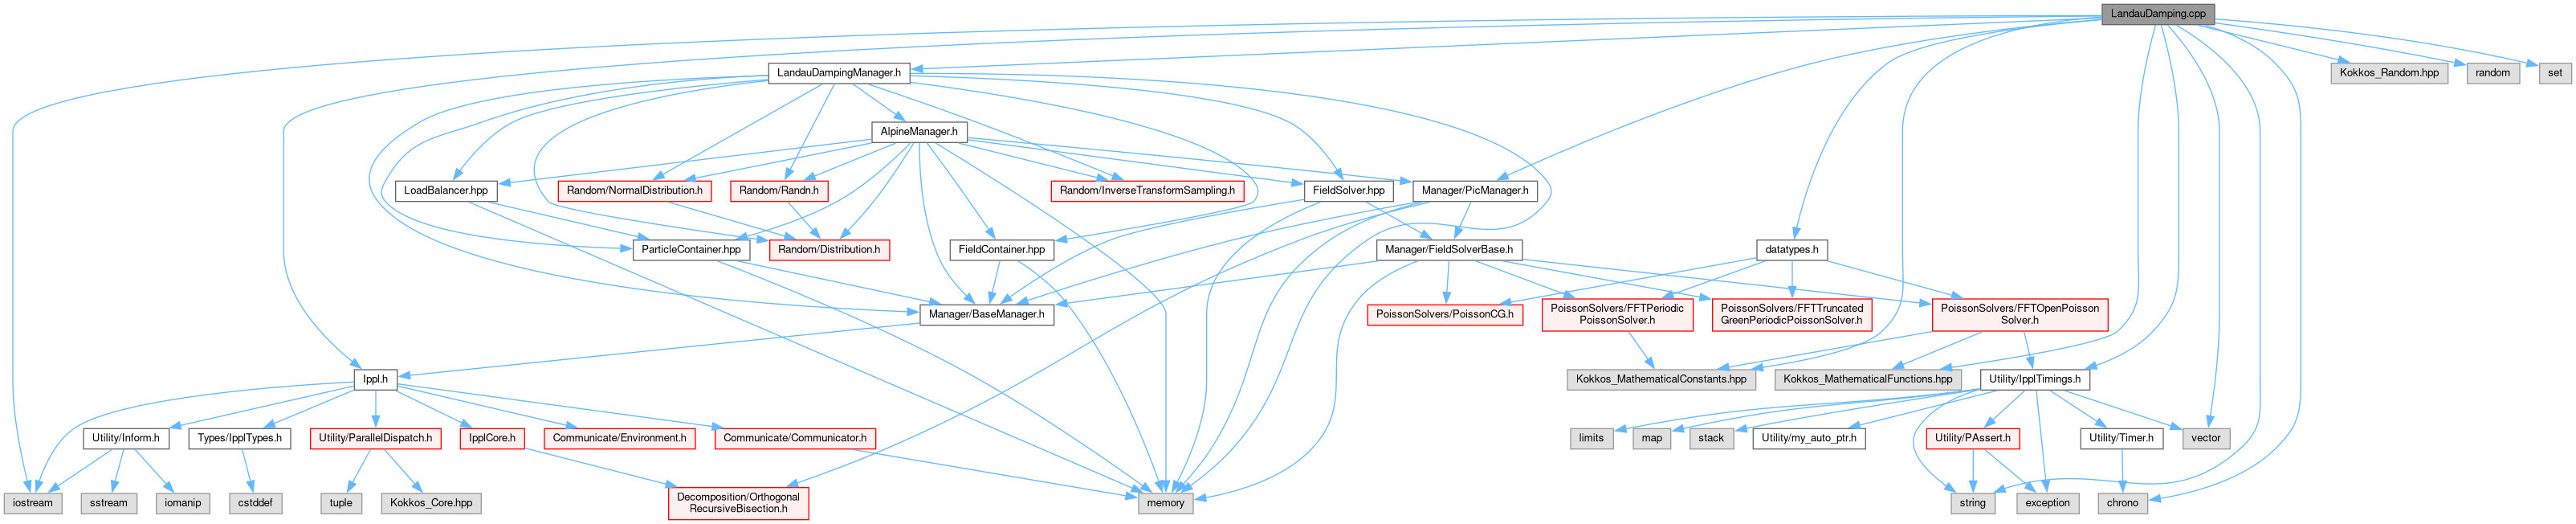 LandauDamping.cpp
LandauDampingManager.h
Kokkos_Random.hpp
random
set
AlpineManager.h
LoadBalancer.hpp
Random/NormalDistribution.h
Random/Randn.h
Random/InverseTransformSampling.h
FieldSolver.hpp
Manager/PicManager.h
ParticleContainer.hpp
Random/Distribution.h
FieldContainer.hpp
Manager/FieldSolverBase.h
datatypes.h
Manager/BaseManager.h
PoissonSolvers/PoissonCG.h
PoissonSolvers/FFTPeriodic
PoissonSolver.h
PoissonSolvers/FFTTruncated
GreenPeriodicPoissonSolver.h
PoissonSolvers/FFTOpenPoisson
Solver.h
Ippl.h
Kokkos_MathematicalConstants.hpp
Kokkos_MathematicalFunctions.hpp
Utility/IpplTimings.h
Utility/Inform.h
Types/IpplTypes.h
Utility/ParallelDispatch.h
IpplCore.h
Communicate/Environment.h
Communicate/Communicator.h
limits
map
stack
Utility/my_auto_ptr.h
Utility/PAssert.h
Utility/Timer.h
vector
iostream
sstream
iomanip
cstddef
tuple
Kokkos_Core.hpp
Decomposition/Orthogonal
RecursiveBisection.h
memory
string
exception
chrono